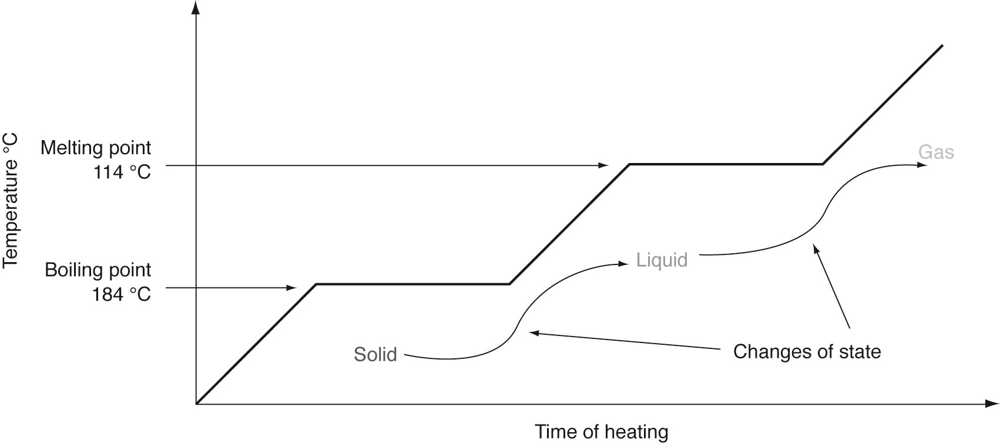 Temperature °C
Melting point
114 °C
Boiling point
184 °C
Gas
Liquid
Solid
Changes of state
Time of heating